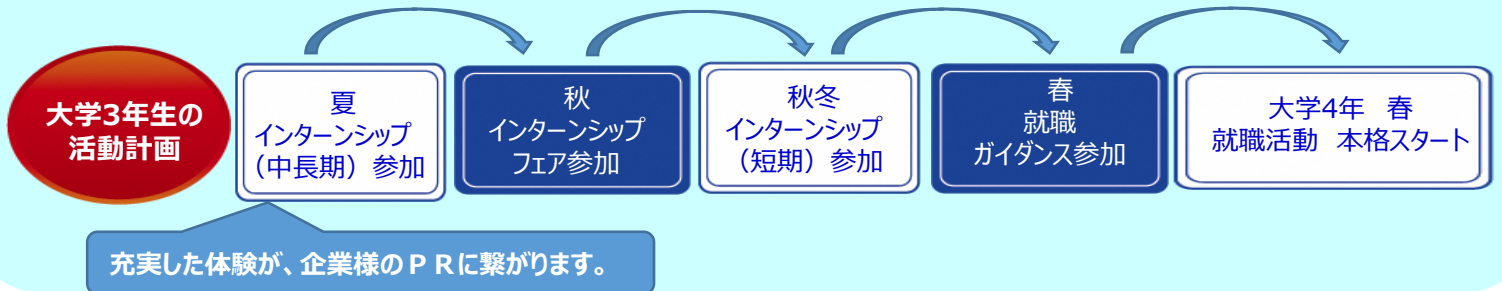 大学3年生の
活動計画
夏
インターンシップ
（中長期）参加
秋
インターンシップ
フェア参加
秋冬
インターンシップ
（短期）参加
春
就職
ガイダンス参加
大学4年　春
就職活動　本格スタート
充実した体験が、企業様のＰＲに繋がります。